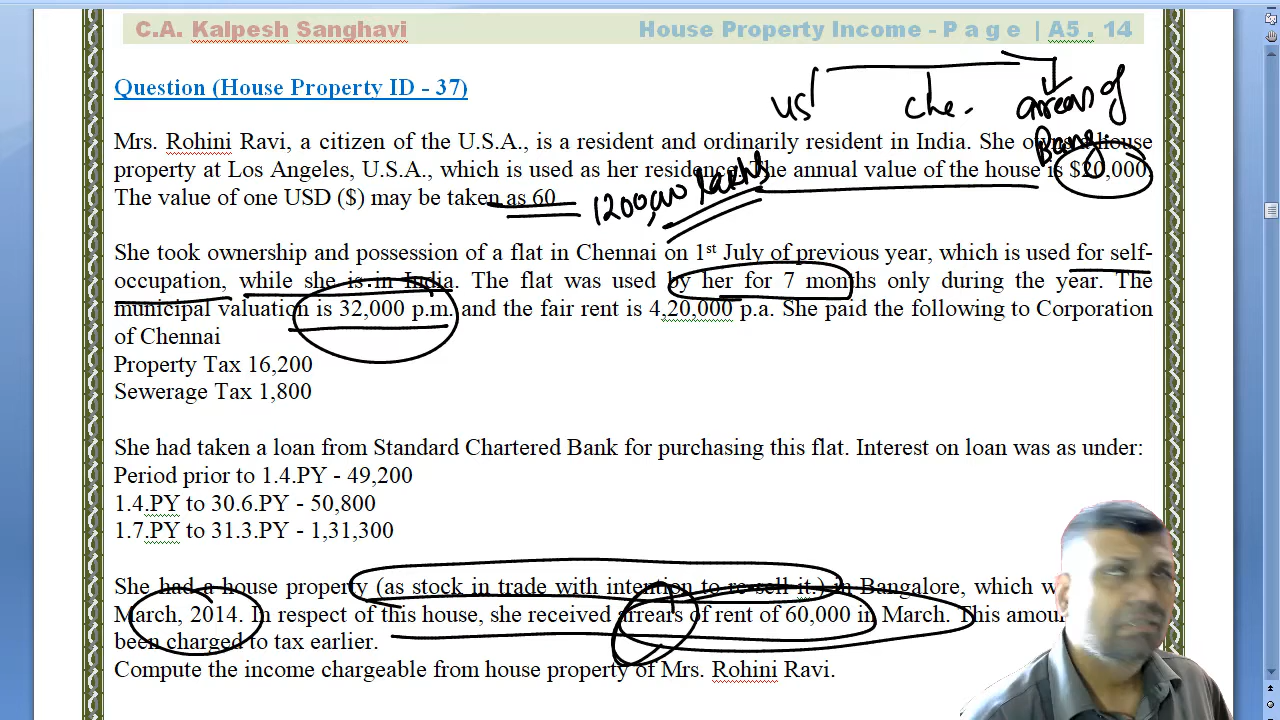 C.A. Kalpesh Sanghavi House Property Income - P a g e | A5 . 14
Question (House Property ID - 37)
US che. arrears of Bang.
Mrs. Rohini Ravi, a citizen of the U.S.A., is a resident and ordinarily resident in India. She owns a house
property at Los Angeles, U.S.A., which is used as her residence. The annual value of the house is $20,000.
The value of one USD ($) may be taken as 60
1200,000 lakhs
She took ownership and possession of a flat in Chennai on 1st July of previous year, which is used for self-
occupation, while she is in India. The flat was used by her for 7 months only during the year. The
municipal valuation is 32,000 p.m. and the fair rent is 4,20,000 p.a. She paid the following to Corporation
of Chennai
Property Tax 16,200
Sewerage Tax 1,800
She had taken a loan from Standard Chartered Bank for purchasing this flat. Interest on loan was as under:
Period prior to 1.4.PY - 49,200
1.4.PY to 30.6.PY - 50,800
1.7.PY to 31.3.PY - 1,31,300
She had a house property (as stock in trade with intention to re-sell it.) in Bangalore, which
March, 2014. In respect of this house, she received arrears of rent of 60,000 in March. This
been charged to tax earlier.
Compute the income chargeable from house property of Mrs. Rohini Ravi.